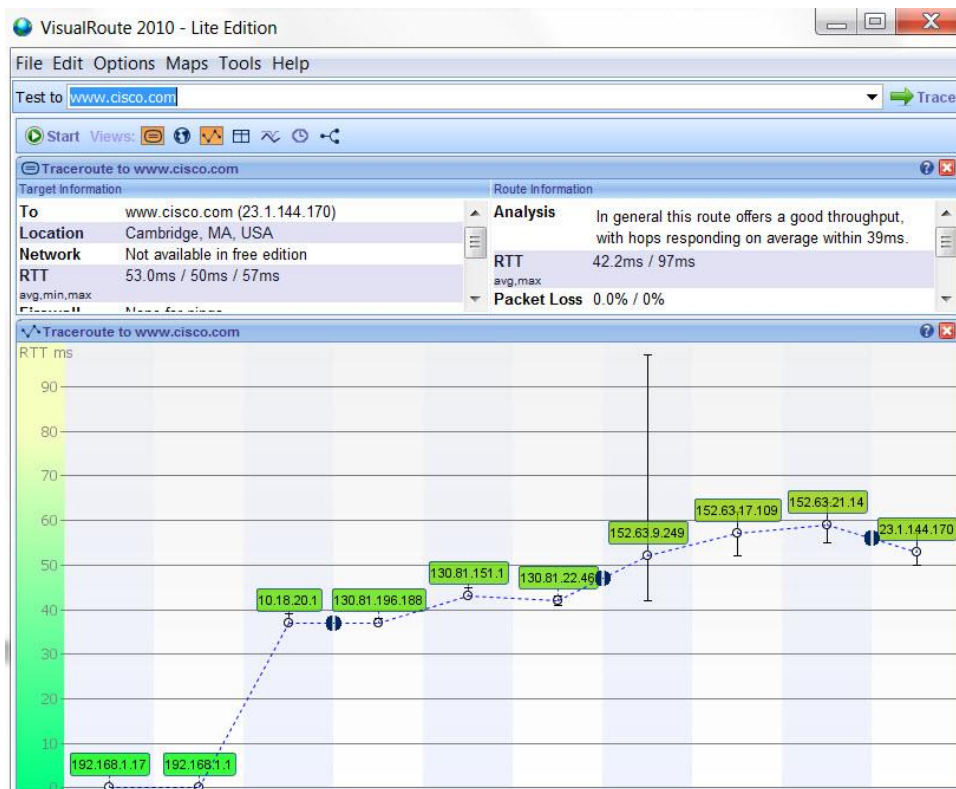 VisualRoute 2010 - Lite Edition
File Edit Options Maps Tools Help
Test to www.cisco.com Trace
Start Views:
Traceroute to www.cisco.com
Target Information Route Information
To www.cisco.com (23.1.144.170)
Location Cambridge, MA, USA
Network Not available in free edition
RTT 53.0ms / 50ms / 57ms
avg,min,max
Firewall None for pings
Analysis In general this route offers a good throughput,
with hops responding on average within 39ms.
RTT 42.2ms / 97ms
avg,max
Packet Loss 0.0% / 0%
Traceroute to www.cisco.com
RTT ms
90
80
70
60
50
40
30
20
10
0
192.168.1.17
192.168.1.1
10.18.20.1
130.81.196.188
130.81.151.1
130.81.22.46
152.63.9.249
152.63.17.109
152.63.21.14
23.1.144.170